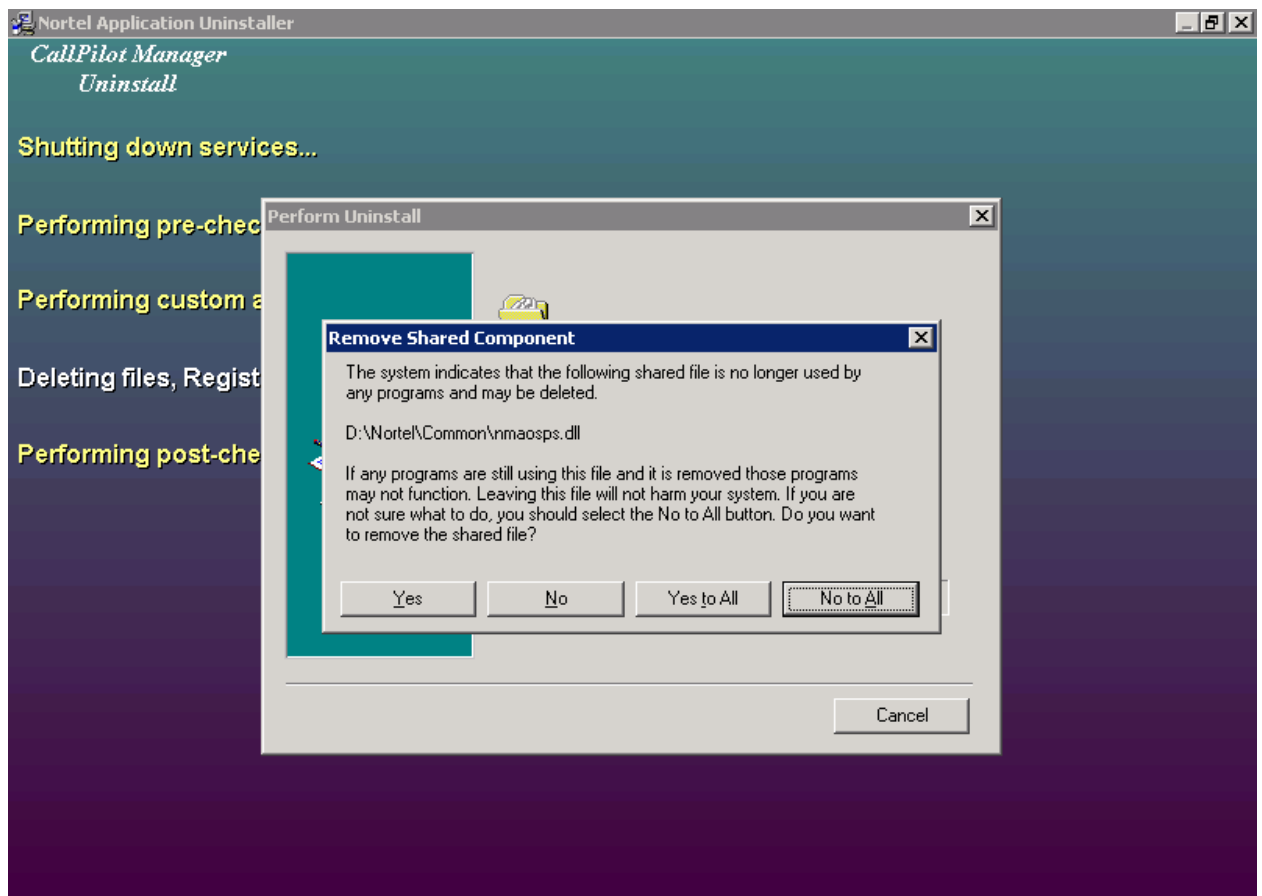 Nortel Application Uninstaller
CallPilot Manager
Uninstall
Shutting down services...
Performing pre-chec
Performing custom a
Deleting files, Regist
Performing post-che
Perform Uninstall
Remove Shared Component
The system indicates that the following shared file is no longer used by
any programs and may be deleted.
D:\Nortel\Common\nmaosps.dll
If any programs are still using this file and it is removed those programs
may not function. Leaving this file will not harm your system. If you are
not sure what to do, you should select the No to All button. Do you want
to remove the shared file?
Yes No Yes to All No to All
Cancel